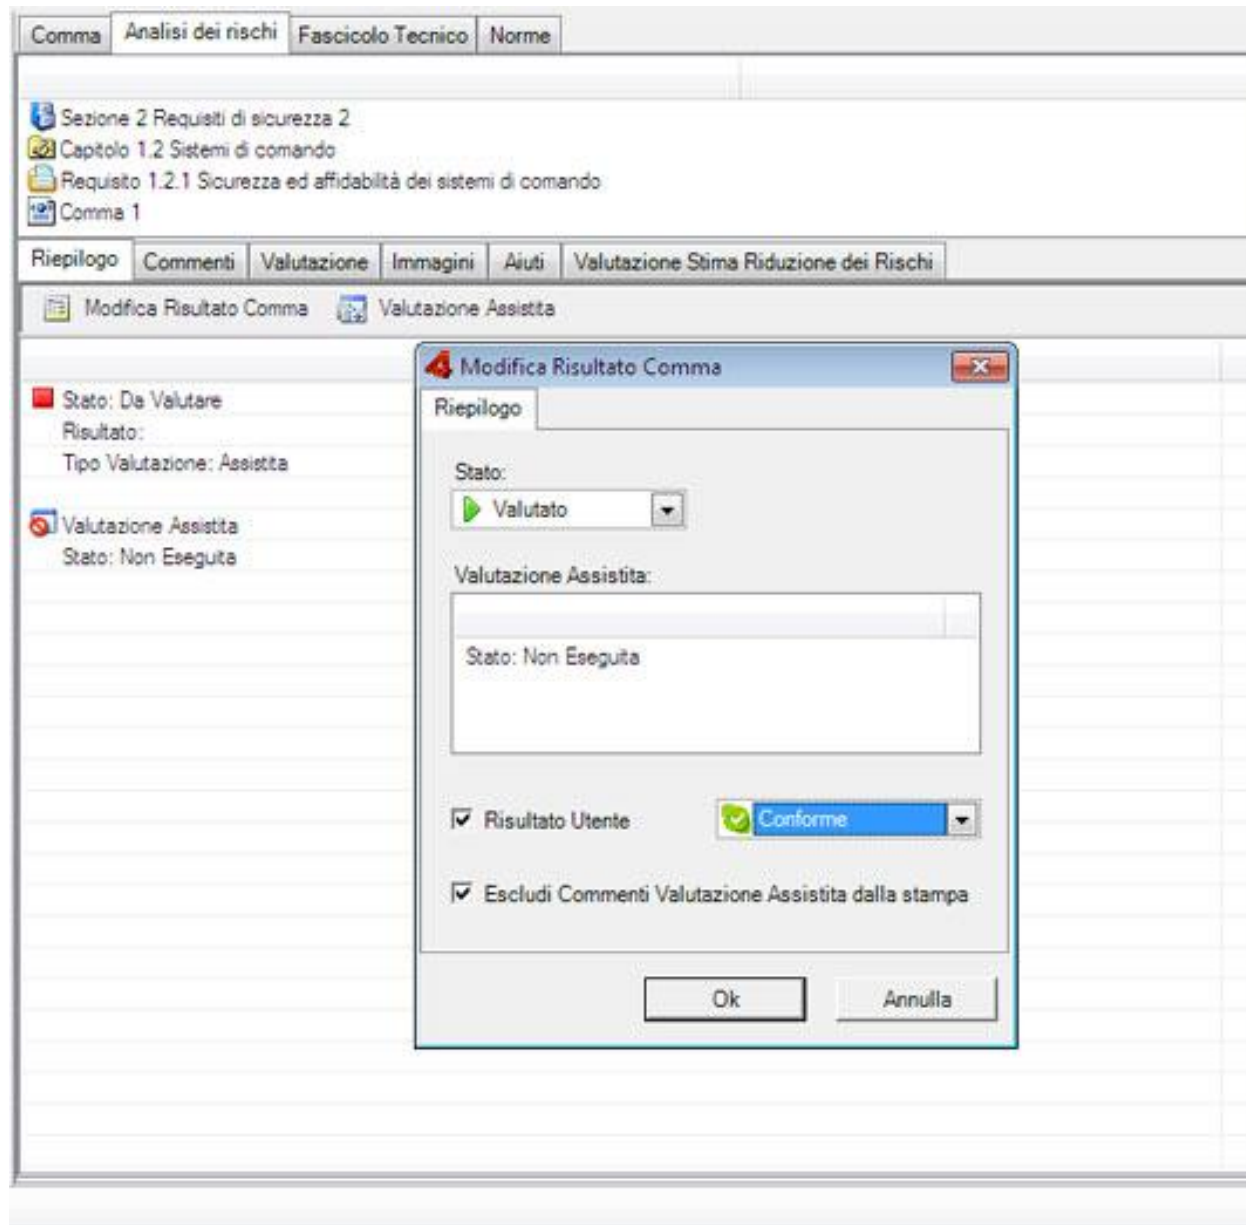 Comma Analisi dei rischi Fascicolo Tecnico Norme
Sezione 2 Requisiti di sicurezza 2
Capitolo 1.2 Sistemi di comando
Requisito 1.2.1 Sicurezza ed affidabilità dei sistemi di comando
Comma 1
Riepilogo Commenti Valutazione Immagini Aiuti Valutazione Stima Riduzione dei Rischi
Modifica Risultato Comma Valutazione Assistita
Stato: Da Valutare
Risultato:
Tipo Valutazione: Assistita
Valutazione Assistita
Stato: Non Eseguita
Modifica Risultato Comma
Riepilogo
Stato:
Valutato
Valutazione Assistita:
Stato: Non Eseguita
Risultato Utente Conforme
Escludi Commenti Valutazione Assistita dalla stampa
Ok Annulla